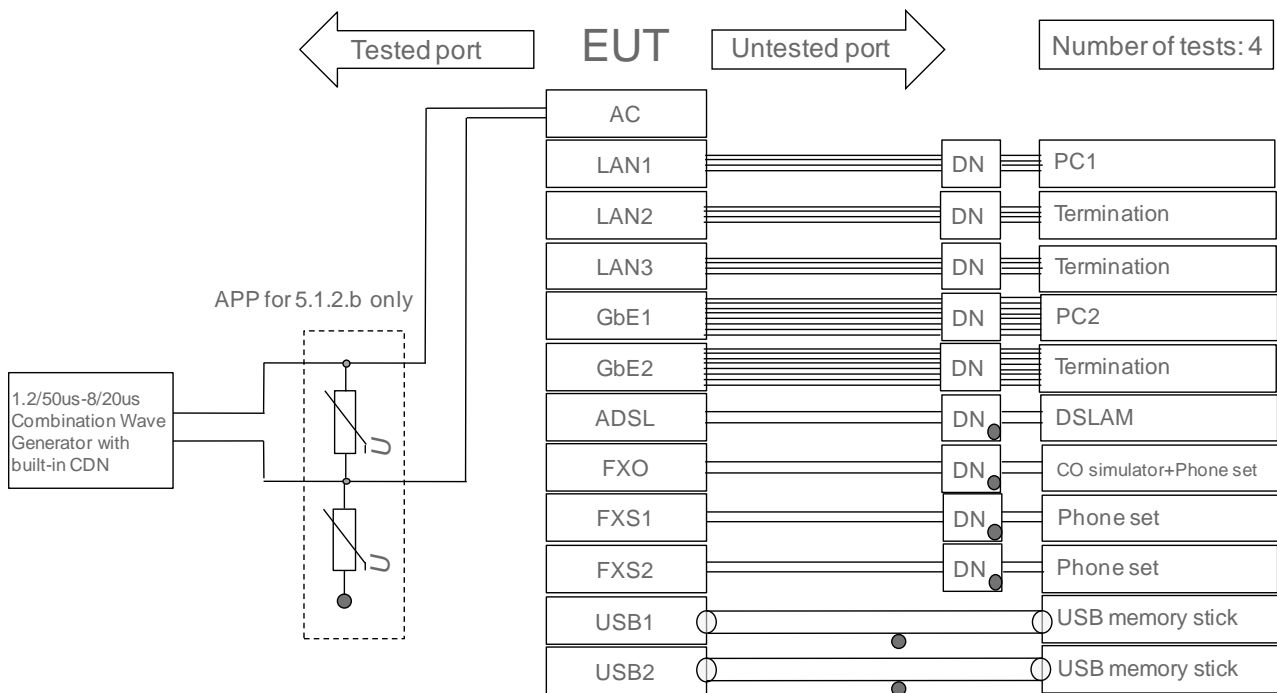 Tested port
EUT
Untested port
Number of tests: 4
AC
LAN1
DN
PC1
LAN2
DN
Termination
LAN3
DN
Termination
APP for 5.1.2.b only
GbE1
DN
PC2
GbE2
DN
Termination
1.2/50us-8/20us
Combination Wave
Generator with
built-in CDN
U
U
ADSL
DN
DSLAM
FXO
DN
CO simulator+Phone set
FXS1
DN
Phone set
FXS2
DN
Phone set
USB1
USB memory stick
USB2
USB memory stick